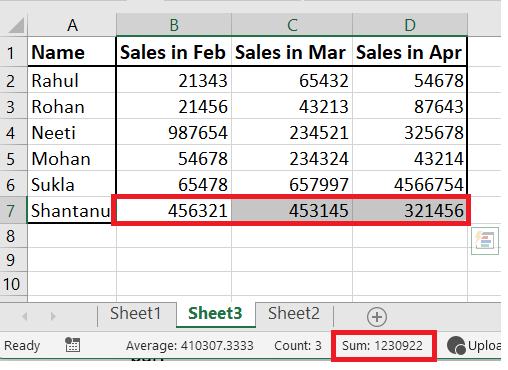 A B C D
1 Name Sales in Feb Sales in Mar Sales in Apr
2 Rahul 21343 65432 54678
3 Rohan 21456 43213 87643
4 Neeti 987654 234521 325678
5 Mohan 54678 234324 43214
6 Sukla 65478 657997 4566754
7 Shantanu 456321 453145 321456
8
9
10
Sheet1 Sheet3 Sheet2
Ready Average: 410307.3333 Count: 3 Sum: 1230922 Uploa